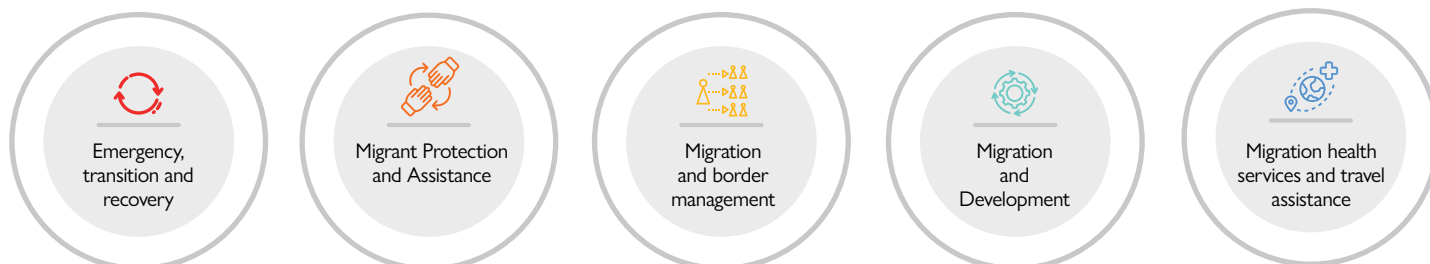 Emergency,
transition and
recovery
Migrant Protection
and Assistance
Migration
and border
management
Migration
and
Development
Migration health
services and travel
assistance